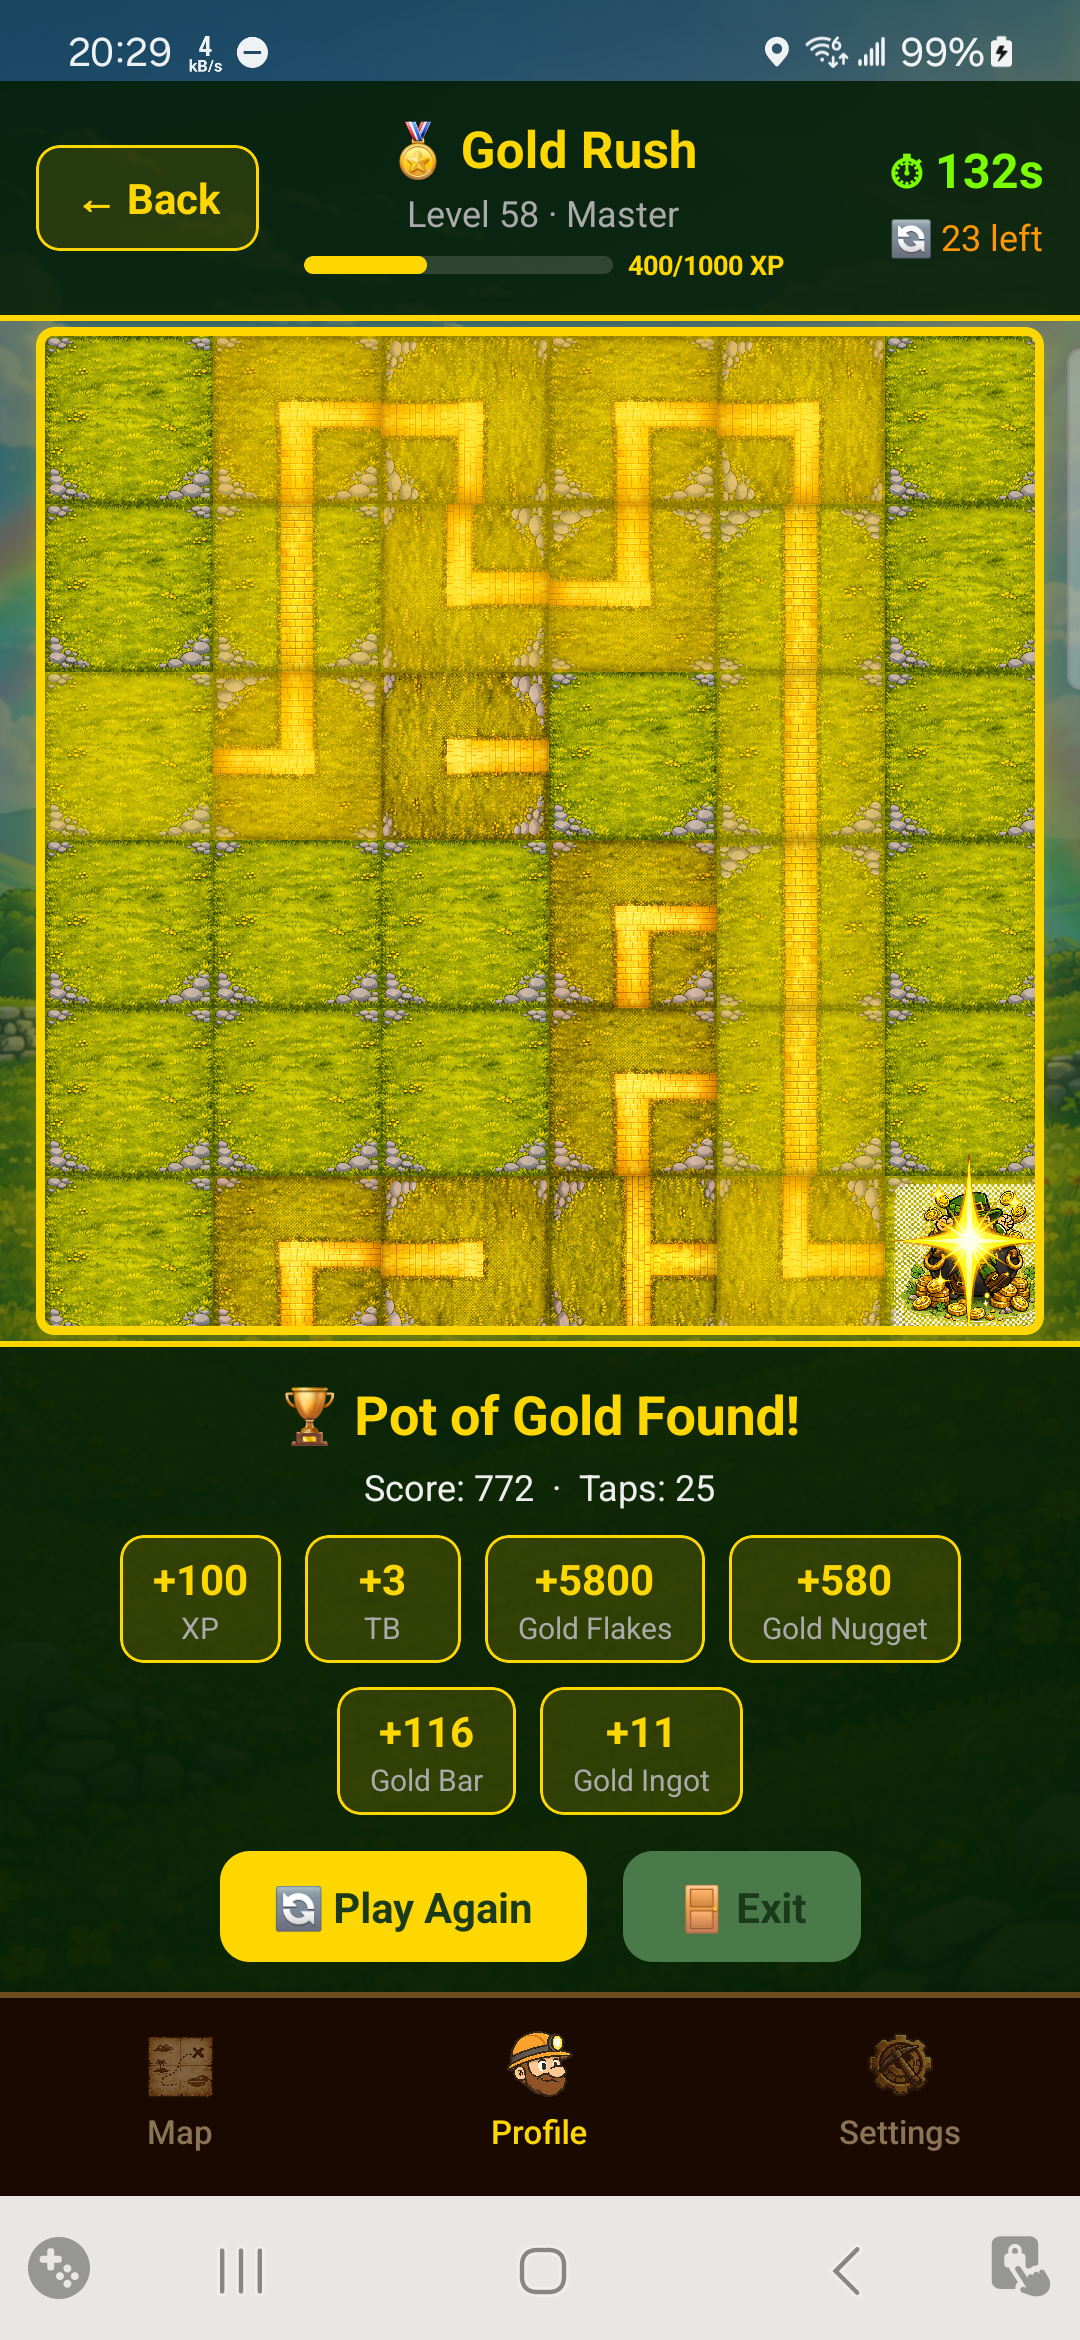 20:29 4 kB/s 6 99%
← Back
Gold Rush
Level 58 · Master
400/1000 XP
132s
23 left
Pot of Gold Found!
Score: 772 · Taps: 25
+100
XP
+3
TB
+5800
Gold Flakes
+580
Gold Nugget
+116
Gold Bar
+11
Gold Ingot
Play Again
Exit
Map
Profile
Settings